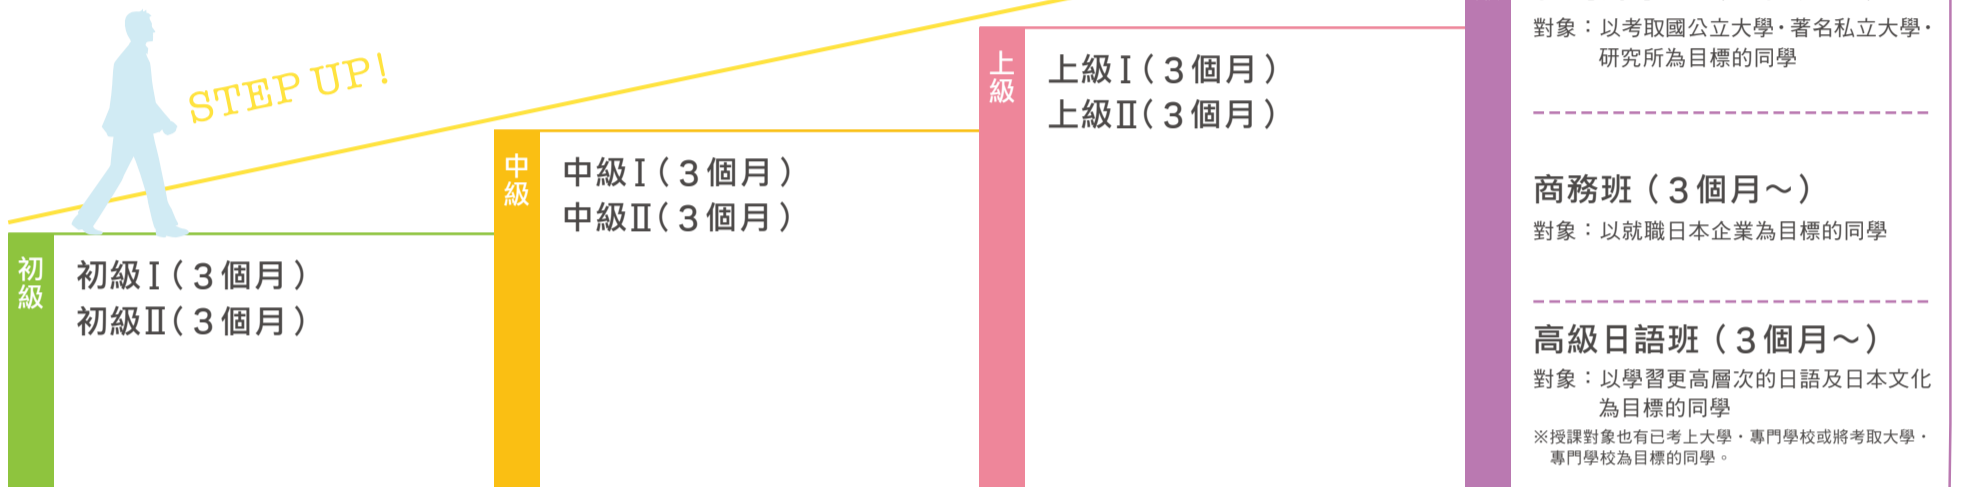 STEP UP!
初級
初級Ⅰ(3個月)
初級Ⅱ(3個月)
中級
中級Ⅰ(3個月)
中級Ⅱ(3個月)
上級
上級Ⅰ(3個月)
上級Ⅱ(3個月)
對象：以考取國公立大學・著名私立大學・
研究所為目標的同學
商務班（3個月～）
對象：以就職日本企業為目標的同學
高級日語班（3個月～）
對象：以學習更高層次的日語及日本文化
為目標的同學
※授課對象也有已考上大學・專門學校或將考取大學・
專門學校為目標的同學。